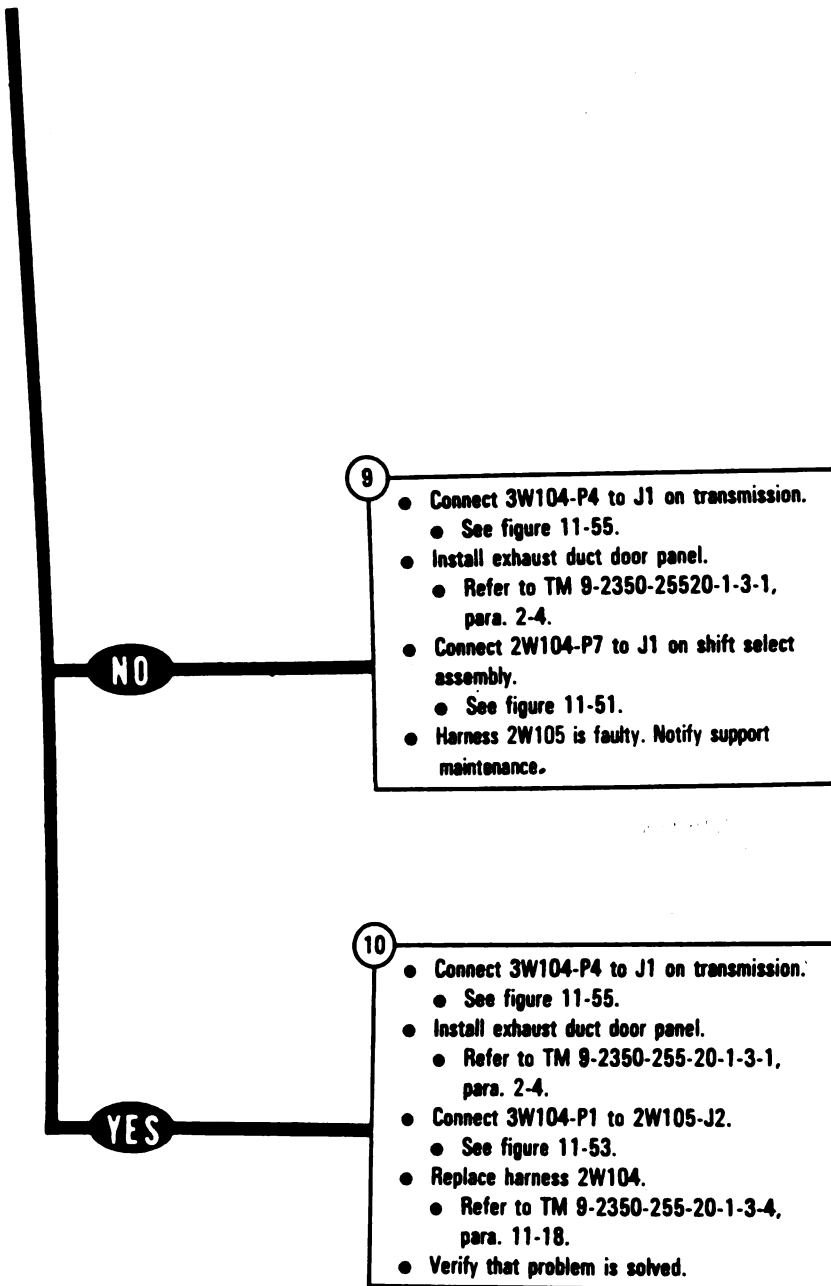 9
● Connect 3W104-P4 to J1 on transmission.
● See figure 11-55.
● Install exhaust duct door panel.
● Refer to TM 9-2350-25520-1-3-1,
para. 2-4.
NO
● Connect 2W104-P7 to J1 on shift select
assembly.
● See figure 11-51.
● Harness 2W105 is faulty. Notify support
maintenance.
10
● Connect 3W104-P4 to J1 on transmission.
● See figure 11-55.
● Install exhaust duct door panel.
● Refer to TM 9-2350-255-20-1-3-1,
para. 2-4.
YES
● Connect 3W104-P1 to 2W105-J2.
● See figure 11-53.
● Replace harness 2W104.
● Refer to TM 9-2350-255-20-1-3-4,
para. 11-18.
● Verify that problem is solved.